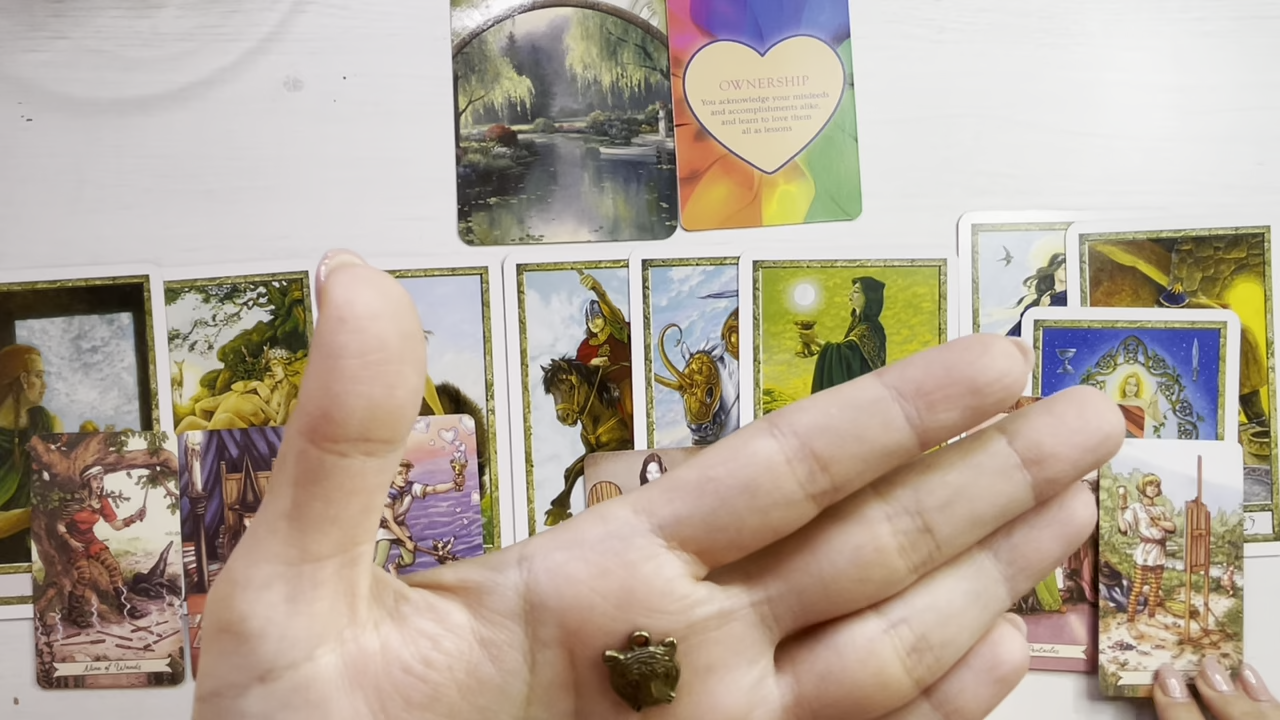 OWNERSHIP
You acknowledge your misdeeds
and accomplishments alike,
and learn to love them
all as lessons
Nine of Wands
Pentacles